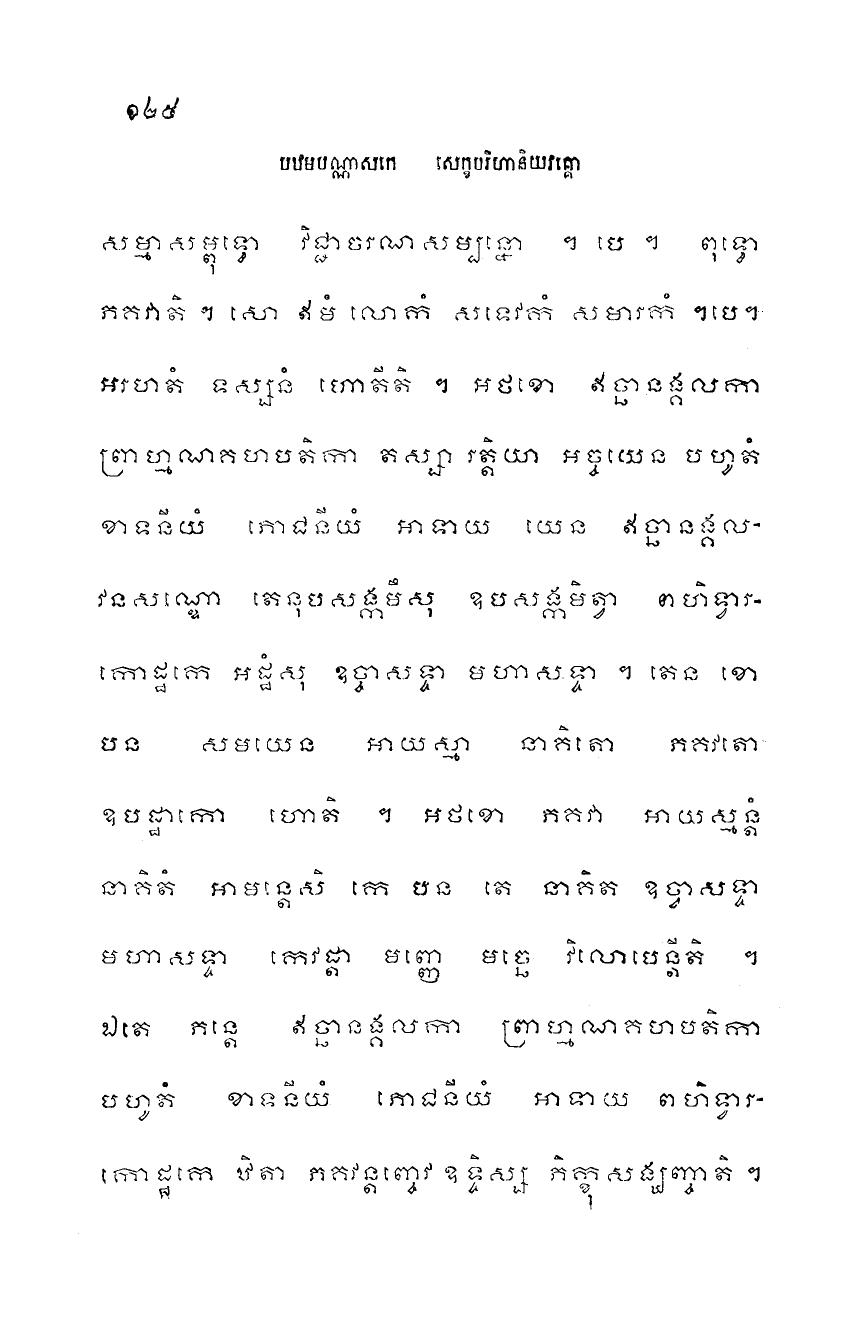 ១២៥
បឋមបណ្ណាសកេ សេក្ខបរិហានិយវគ្គោ
សម្មាសម្ពុទ្ធោ វិជ្ជាចរណសម្បន្នោ ។ បេ ។ ពុទ្ធោ
ភគវាតិ ។ សោ ឥមំ លោកំ សទេវកំ សមារកំ ។បេ។
អរហតំ ទស្សនំ ហោតីតិ ។ អថខោ ឥច្ឆានង្គលកា
ព្រាហ្មណគហបតិកា តស្សា រត្តិយា អច្ចយេន បហូតំ
ខាទនីយំ ភោជនីយំ អាទាយ យេន ឥច្ឆានង្គល-
វនសណ្ឌោ តេនុបសង្កមឹសុ ឧបសង្កមិត្វា ពហិទ្វារ-
កោដ្ឋកេ អដ្ឋំសុ ឧច្ចាសទ្ទា មហាសទ្ទា ។ តេន ខោ
បន សមយេន អាយស្មា នាគិតោ ភគវតោ
ឧបដ្ឋាកោ ហោតិ ។ អថខោ ភគវា អាយស្មន្តំ
នាគិតំ អាមន្តេសិ កេ បន តេ នាគិត ឧច្ចាសទ្ទា
មហាសទ្ទា កេវដ្តា មញ្ញេ មច្ឆេ វិលោបេន្តីតិ ។
ឯតេ ភន្តេ ឥច្ឆានង្គលកា ព្រាហ្មណគហបតិកា
បហូតំ ខាទនីយំ ភោជនីយំ អាទាយ ពហិទ្វារ-
កោដ្ឋកេ ឋិតា ភគវន្តញ្ចេវ ឧទ្ទិស្ស ភិក្ខុសង្ឃញ្ចាតិ ។